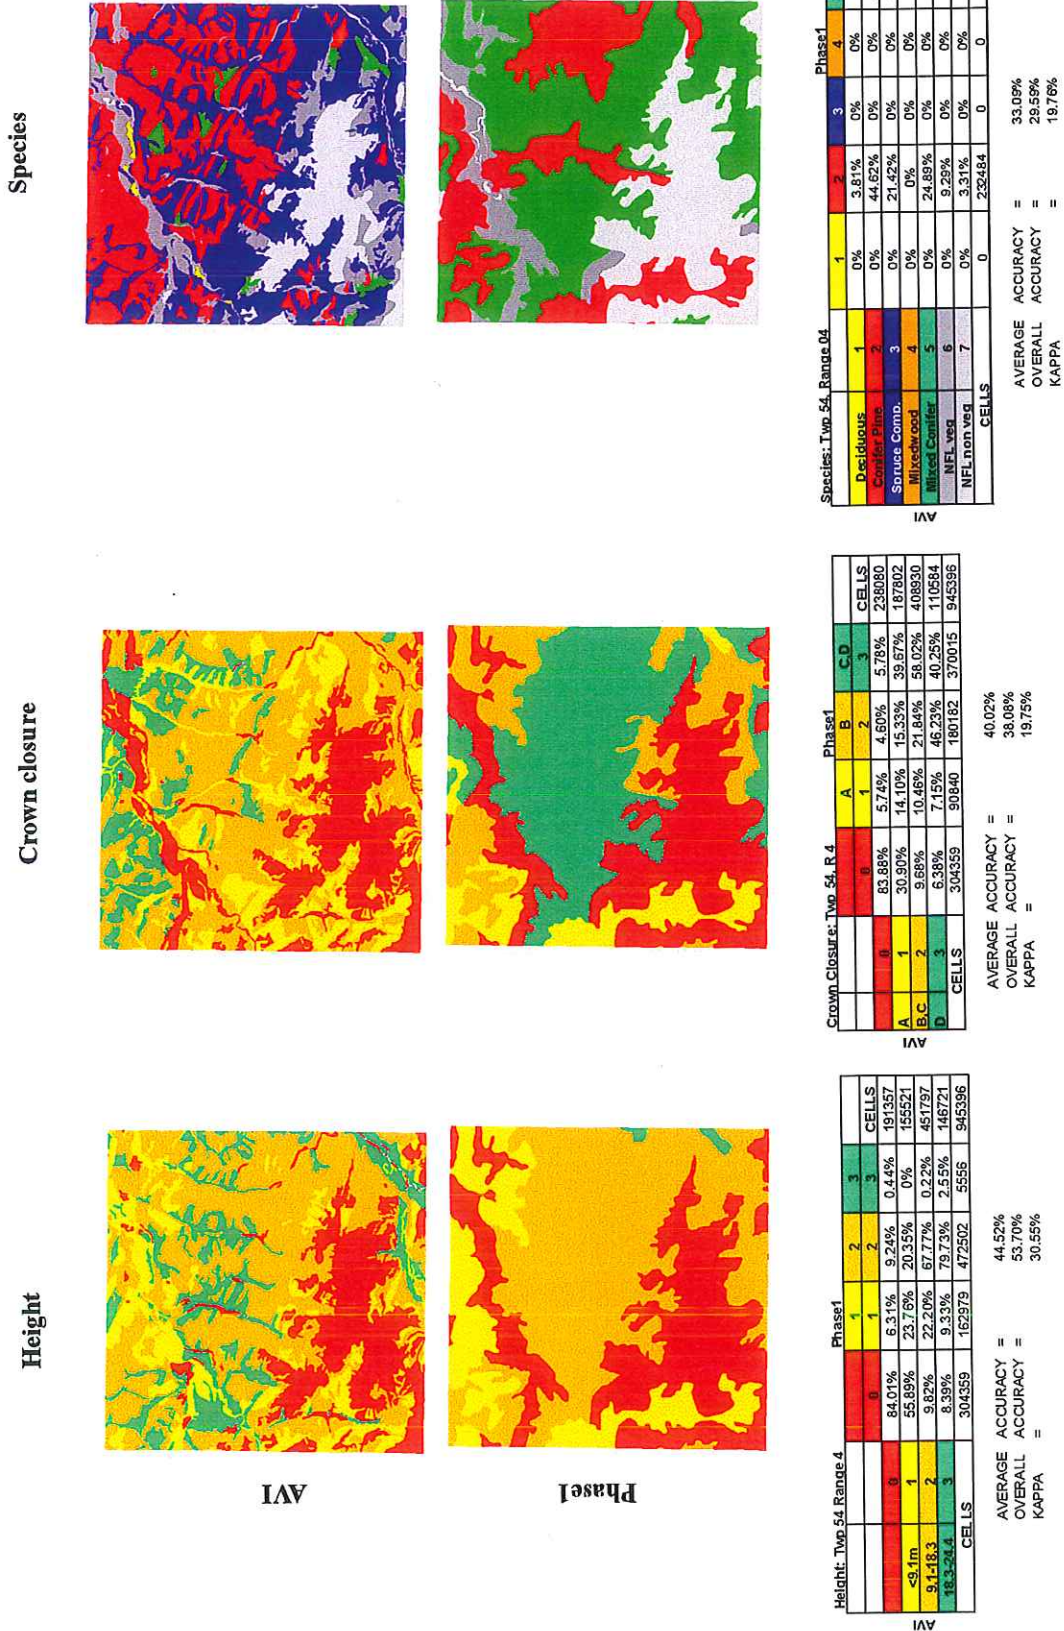 Height
Crown closure
Species
AVI
Phase1
Height: Twp 54 Range 4
Phase1
1 2 3
0 1 2 3 CELLS
0 84.01% 6.31% 9.24% 0.44% 191357
<9.1m 1 55.89% 23.76% 20.35% 0% 155521
9.1-18.3 2 9.82% 22.20% 67.77% 0.22% 451797
18.3-24.4 3 8.39% 9.33% 79.73% 2.55% 146721
CELLS 304359 162979 472502 5556 945396
AVI
AVERAGE ACCURACY = 44.52%
OVERALL ACCURACY = 53.70%
KAPPA = 30.55%
Crown Closure: Twp 54, R 4
Phase1
A B C,D
0 1 2 3 CELLS
0 83.88% 5.74% 4.60% 5.78% 238080
A 1 30.90% 14.10% 15.33% 39.67% 187802
B,C 2 9.68% 10.46% 21.84% 58.02% 408930
D 3 6.38% 7.15% 46.23% 40.25% 110584
CELLS 304359 90840 180182 370015 945396
AVI
AVERAGE ACCURACY = 40.02%
OVERALL ACCURACY = 38.08%
KAPPA = 19.75%
Species: Twp 54, Range 04
Phase1
1 2 3 4
Deciduous 1 0% 3.81% 0% 0%
Conifer Pine 2 0% 44.62% 0% 0%
Spruce Comp. 3 0% 21.42% 0% 0%
Mixedwood 4 0% 0% 0% 0%
Mixed Conifer 5 0% 24.89% 0% 0%
NFL veg 6 0% 9.29% 0% 0%
NFL non veg 7 0% 3.31% 0% 0%
CELLS 0 232484 0 0
AVI
AVERAGE ACCURACY = 33.09%
OVERALL ACCURACY = 29.59%
KAPPA = 19.76%